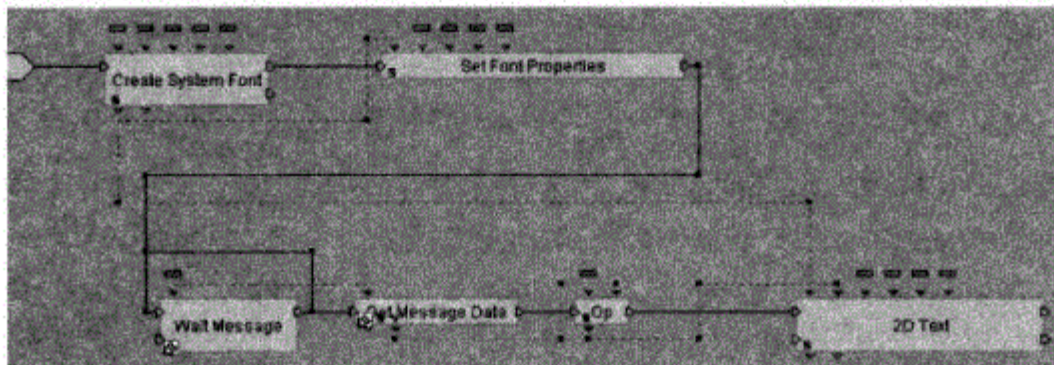 Create System Font
Set Font Properties
Wait Message
Get Message Data
Op
2D Text